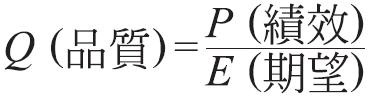 Q (品質) = P (績效) / E (期望)